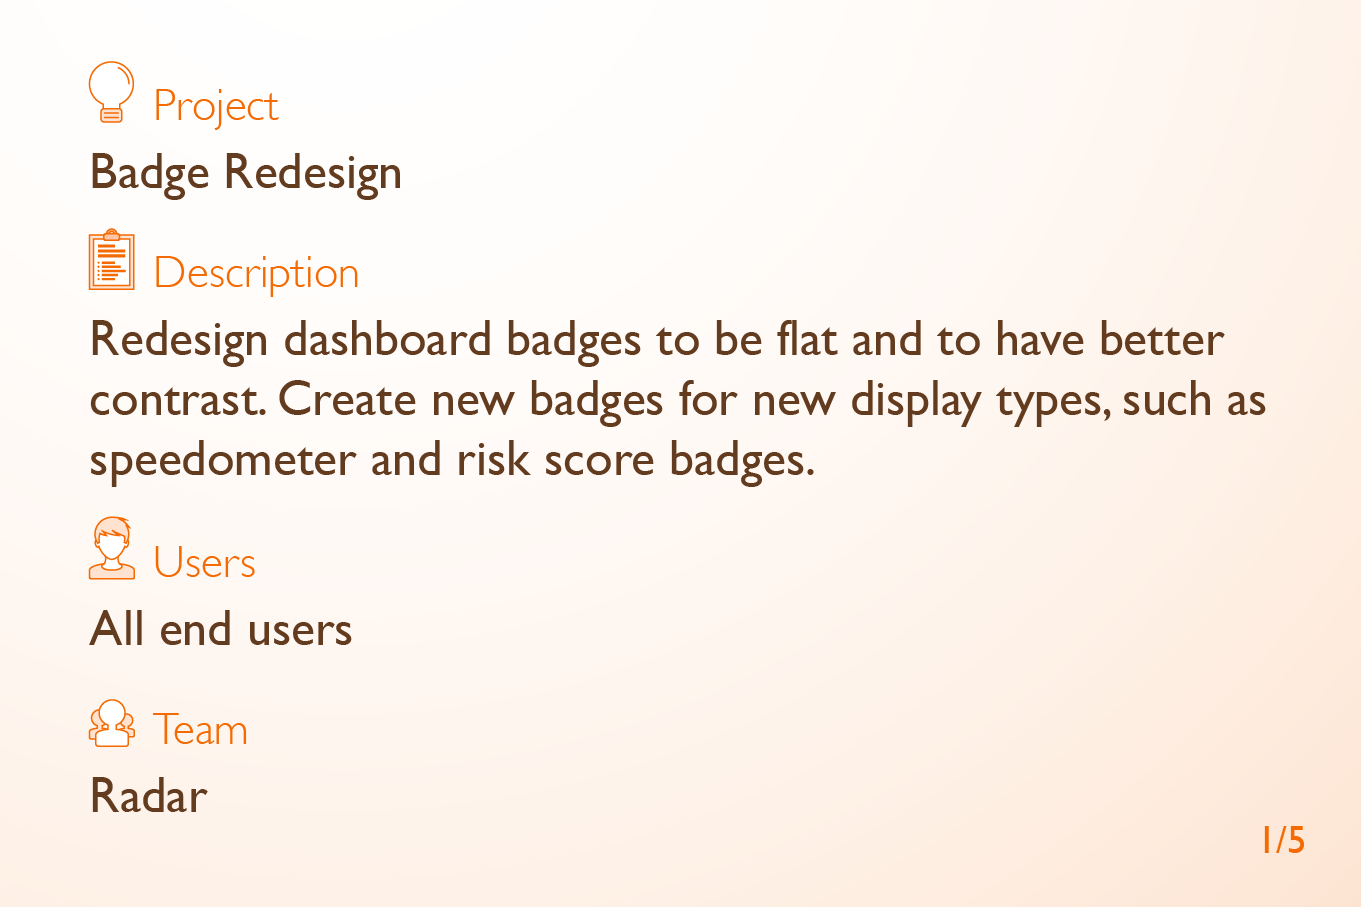 Project
Badge Redesign
Description
Redesign dashboard badges to be flat and to have better
contrast. Create new badges for new display types, such as
speedometer and risk score badges.
Users
All end users
Team
Radar
1/5